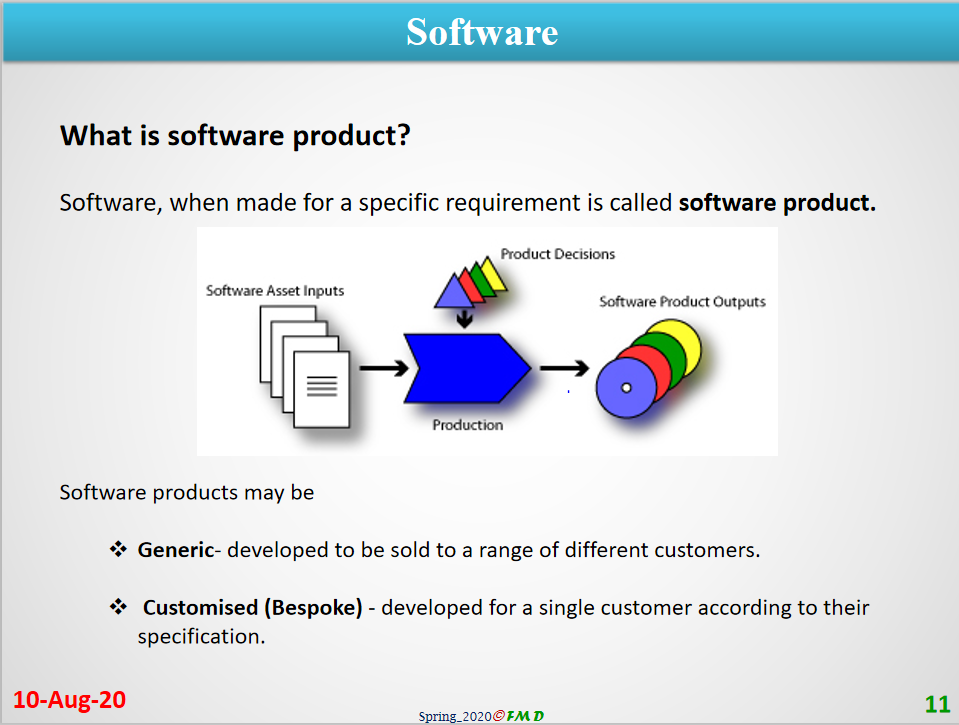 Software
What is software product?
Software, when made for a specific requirement is called software product.
Product Decisions
Software Asset Inputs
Software Product Outputs
Production
Software products may be
❖ Generic- developed to be sold to a range of different customers.
❖ Customised (Bespoke) - developed for a single customer according to their
specification.
10-Aug-20
Spring_2020©FMD
11